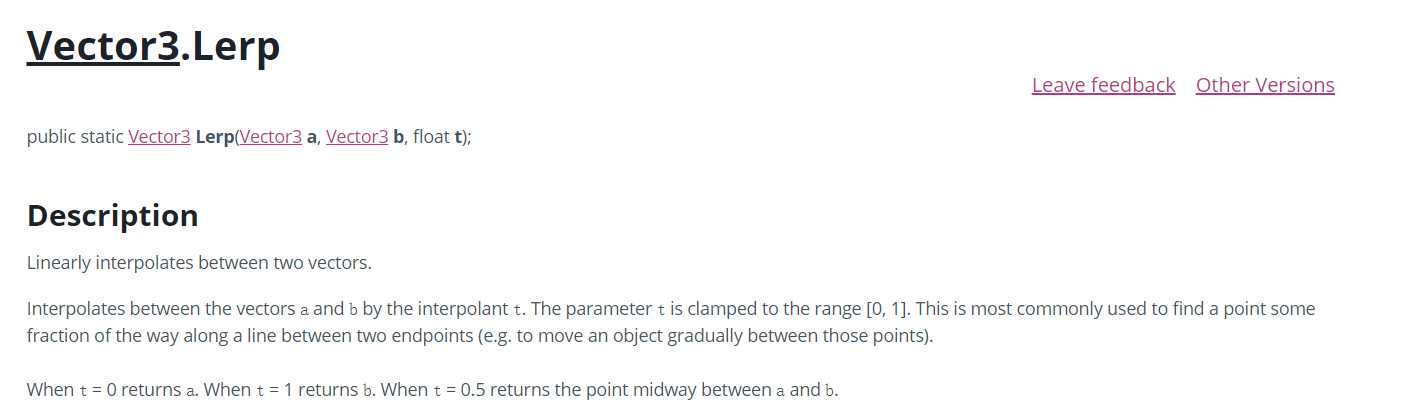 Vector3.Lerp
Leave feedback Other Versions
public static Vector3 Lerp(Vector3 a, Vector3 b, float t);
Description
Linearly interpolates between two vectors.
Interpolates between the vectors a and b by the interpolant t. The parameter t is clamped to the range [0, 1]. This is most commonly used to find a point some
fraction of the way along a line between two endpoints (e.g. to move an object gradually between those points).
When t = 0 returns a. When t = 1 returns b. When t = 0.5 returns the point midway between a and b.